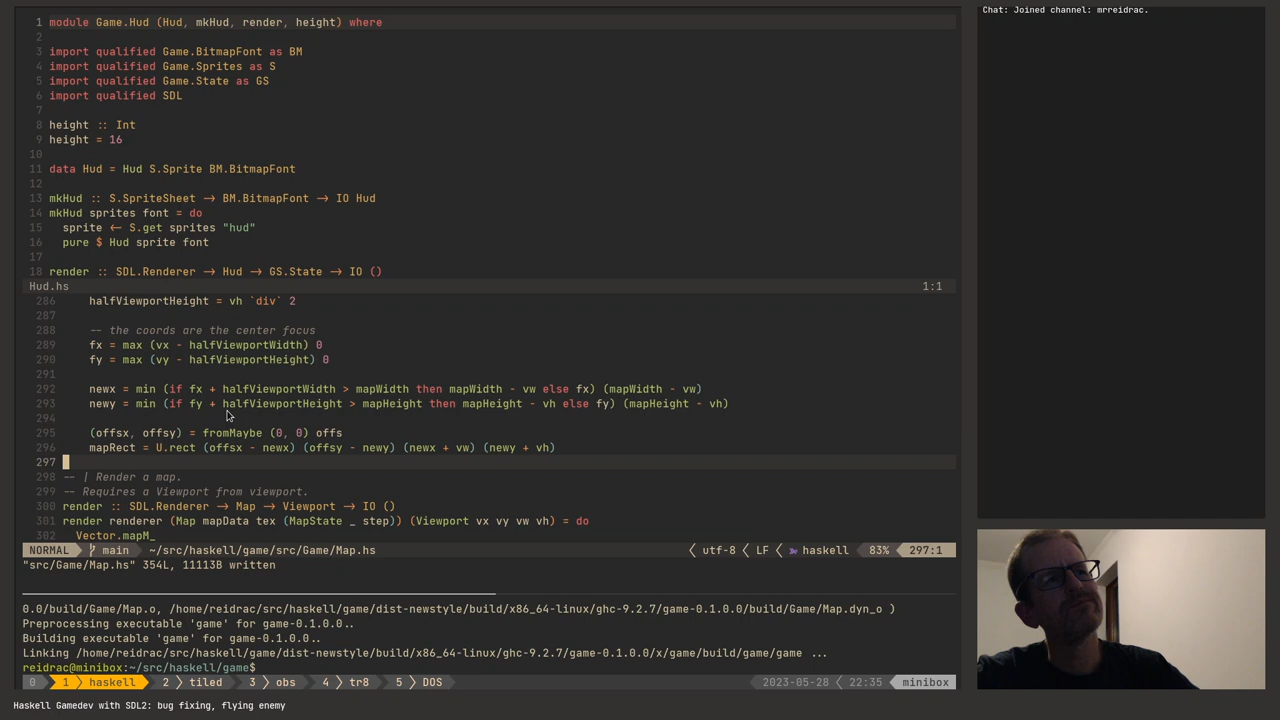 1 module Game.Hud (Hud, mkHud, render, height) where
2
3 import qualified Game.BitmapFont as BM
4 import qualified Game.Sprites as S
5 import qualified Game.State as GS
6 import qualified SDL
7
8 height :: Int
9 height = 16
10
11 data Hud = Hud S.Sprite BM.BitmapFont
12
13 mkHud :: S.SpriteSheet → BM.BitmapFont → IO Hud
14 mkHud sprites font = do
15 sprite ← S.get sprites "hud"
16 pure $ Hud sprite font
17
18 render :: SDL.Renderer → Hud → GS.State → IO ()
Hud.hs 1:1
286 halfViewportHeight = vh `div` 2
287
288 -- the coords are the center focus
289 fx = max (vx - halfViewportWidth) 0
290 fy = max (vy - halfViewportHeight) 0
291
292 newx = min (if fx + halfViewportWidth > mapWidth then mapWidth - vw else fx) (mapWidth - vw)
293 newy = min (if fy + halfViewportHeight > mapHeight then mapHeight - vh else fy) (mapHeight - vh)
294
295 (offsx, offsy) = fromMaybe (0, 0) offs
296 mapRect = U.rect (offsx - newx) (offsy - newy) (newx + vw) (newy + vh)
297
298 -- | Render a map.
299 -- Requires a Viewport from viewport.
300 render :: SDL.Renderer → Map → Viewport → IO ()
301 render renderer (Map mapData tex (MapState _ step)) (Viewport vx vy vw vh) = do
302 Vector.mapM_
NORMAL main ~/src/haskell/game/src/Game/Map.hs utf-8 LF haskell 83% 297:1
"src/Game/Map.hs" 354L, 11113B written
0.0/build/Game/Map.o, /home/reidrac/src/haskell/game/dist-newstyle/build/x86_64-linux/ghc-9.2.7/game-0.1.0.0/build/Game/Map.dyn_o )
Preprocessing executable 'game' for game-0.1.0.0..
Building executable 'game' for game-0.1.0.0..
Linking /home/reidrac/src/haskell/game/dist-newstyle/build/x86_64-linux/ghc-9.2.7/game-0.1.0.0/x/game/build/game/game ...
reidrac@minibox:~/src/haskell/game$
0 1 haskell 2 tiled 3 obs 4 tr8 5 DOS 2023-05-28 22:35 minibox
Haskell Gamedev with SDL2: bug fixing, flying enemy
Chat: Joined channel: mrreidrac.